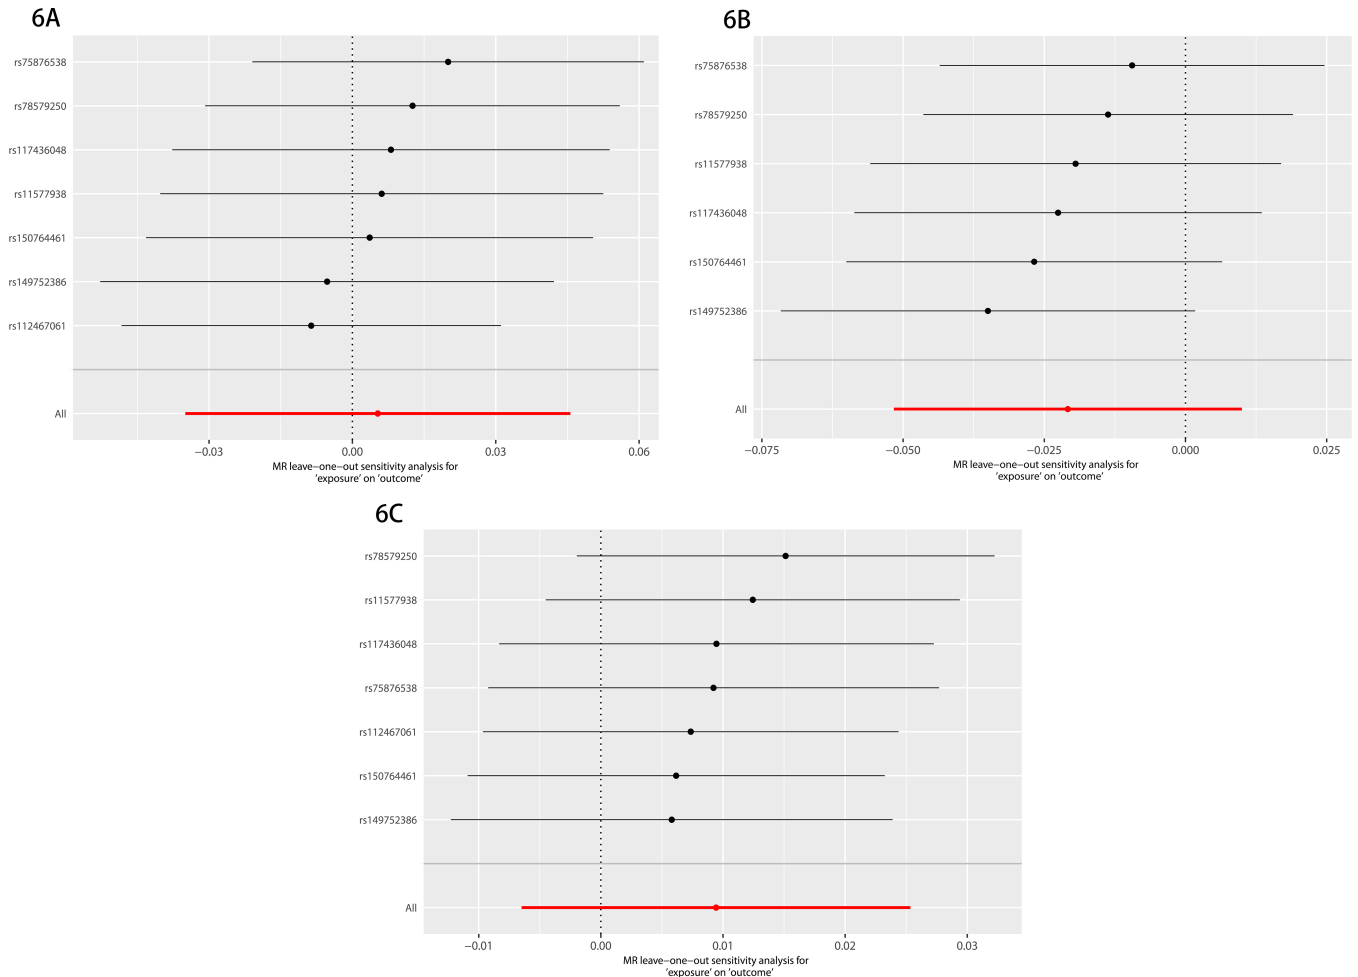 6A
rs75876538
rs78579250
rs117436048
rs11577938
rs150764461
rs149752386
rs112467061
All
−0.03 0.00 0.03 0.06
MR leave−one−out sensitivity analysis for
'exposure' on 'outcome'
6B
rs75876538
rs78579250
rs11577938
rs117436048
rs150764461
rs149752386
All
−0.075 −0.050 −0.025 0.000 0.025
MR leave−one−out sensitivity analysis for
'exposure' on 'outcome'
6C
rs78579250
rs11577938
rs117436048
rs75876538
rs112467061
rs150764461
rs149752386
All
−0.01 0.00 0.01 0.02 0.03
MR leave−one−out sensitivity analysis for
'exposure' on 'outcome'